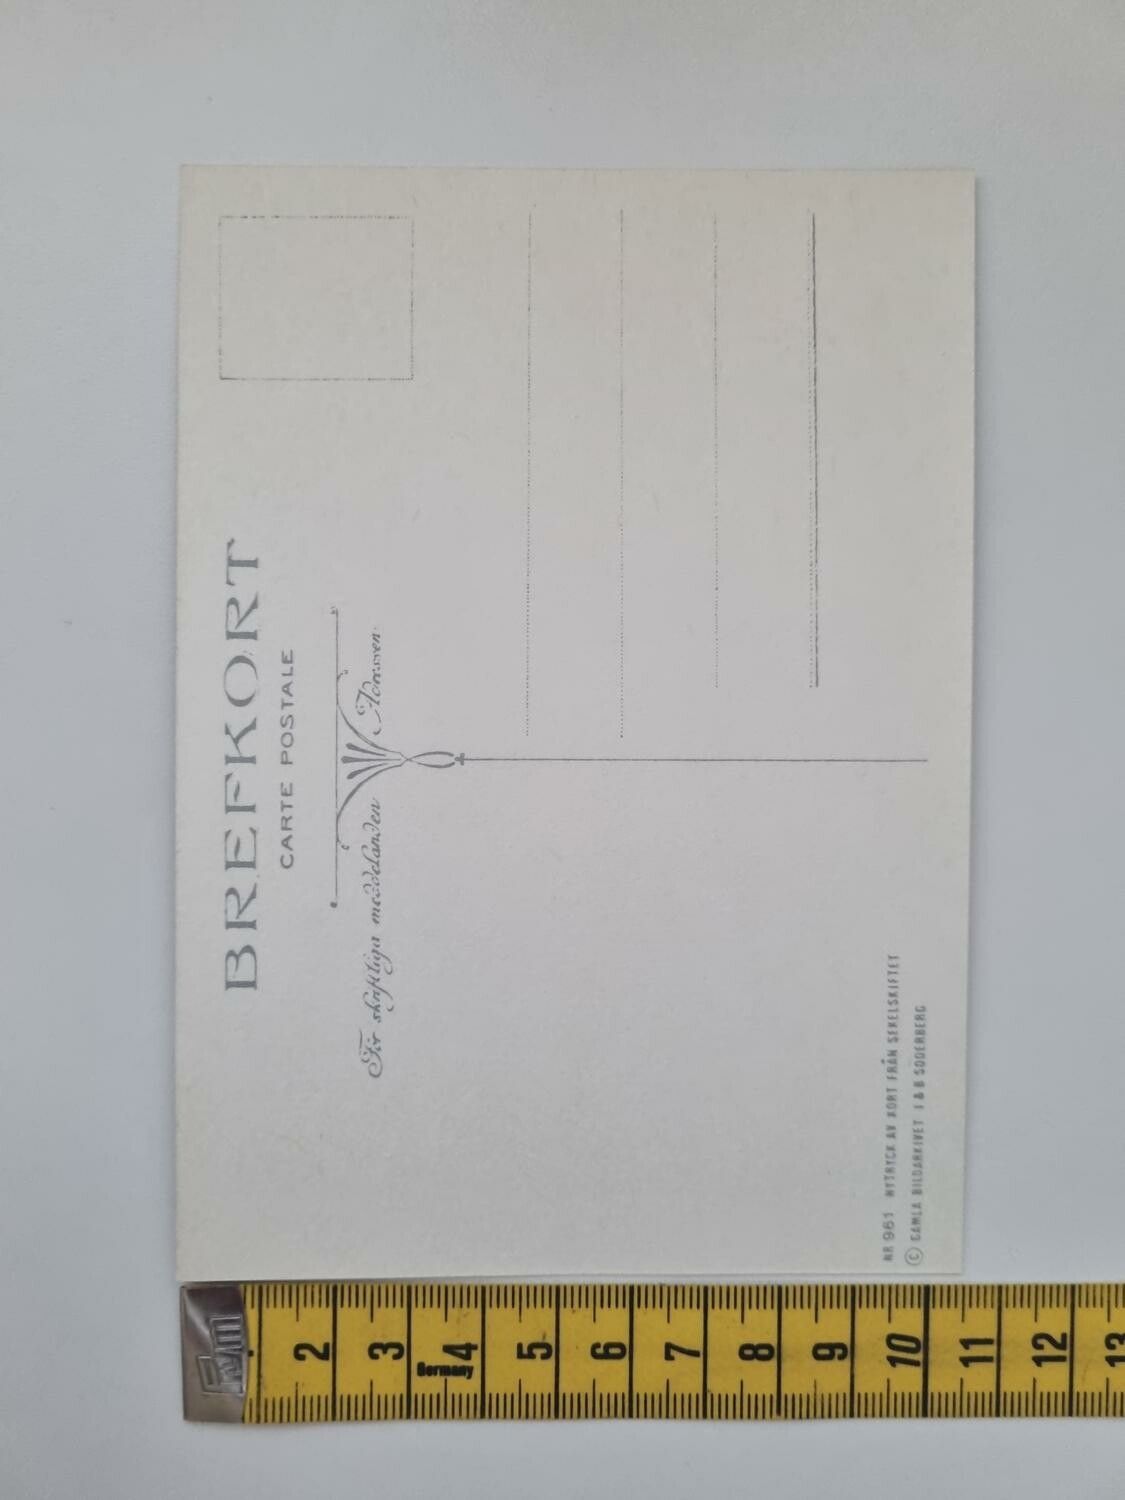 BREFKORT
CARTE POSTALE
För skriftliga meddelanden
Adressen
NR 961 NYTRYCK AV KORT FRÅN SEKELSKIFTET
© GAMLA BILDARKIVET I & B SÖDERBERG
2 3 4 5 6 7 8 9 10 11 12 13
Germany